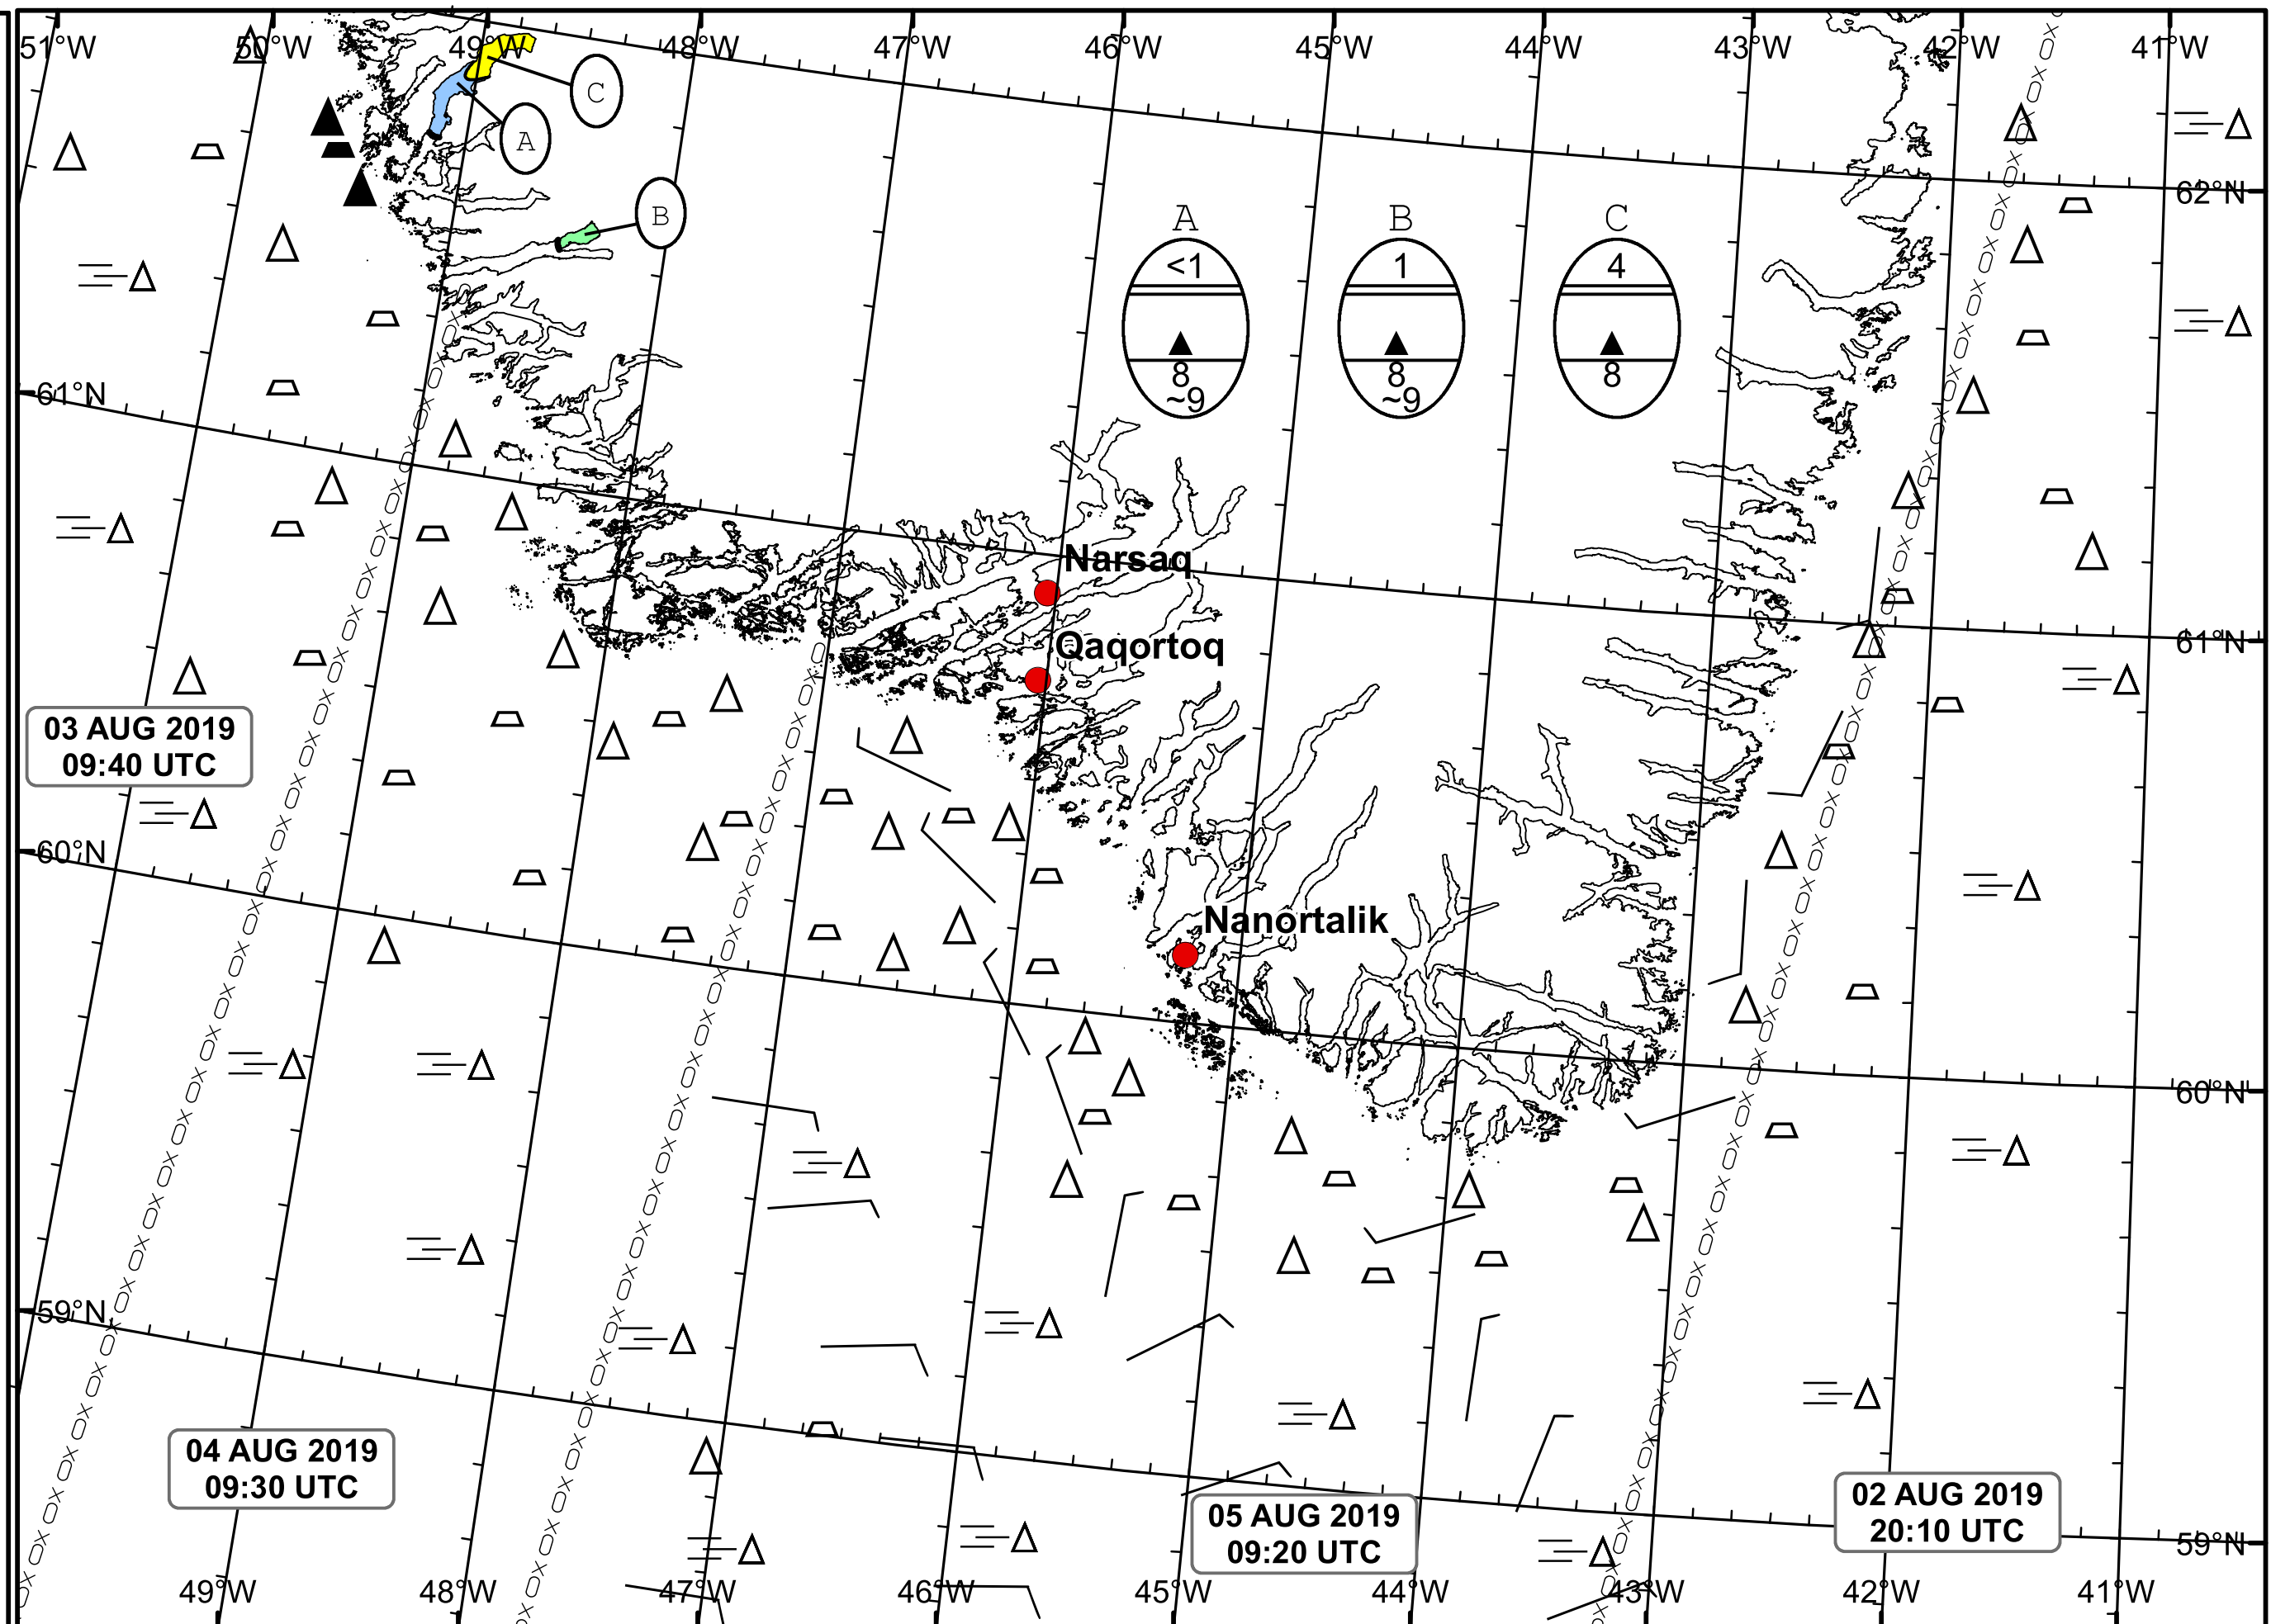 51°W 50°W 49°W 48°W 47°W 46°W 45°W 44°W 43°W 42°W 41°W
C
A
B
62°N
A B C
<1 1 4
8 8 8
~9 ~9
61°N
Narsaq
61°N
Qaqortoq
03 AUG 2019
09:40 UTC
60°N
Nanortalik
60°N
59°N
04 AUG 2019
09:30 UTC
05 AUG 2019
09:20 UTC
02 AUG 2019
20:10 UTC
59°N
49°W 48°W 47°W 46°W 45°W 44°W 43°W 42°W 41°W